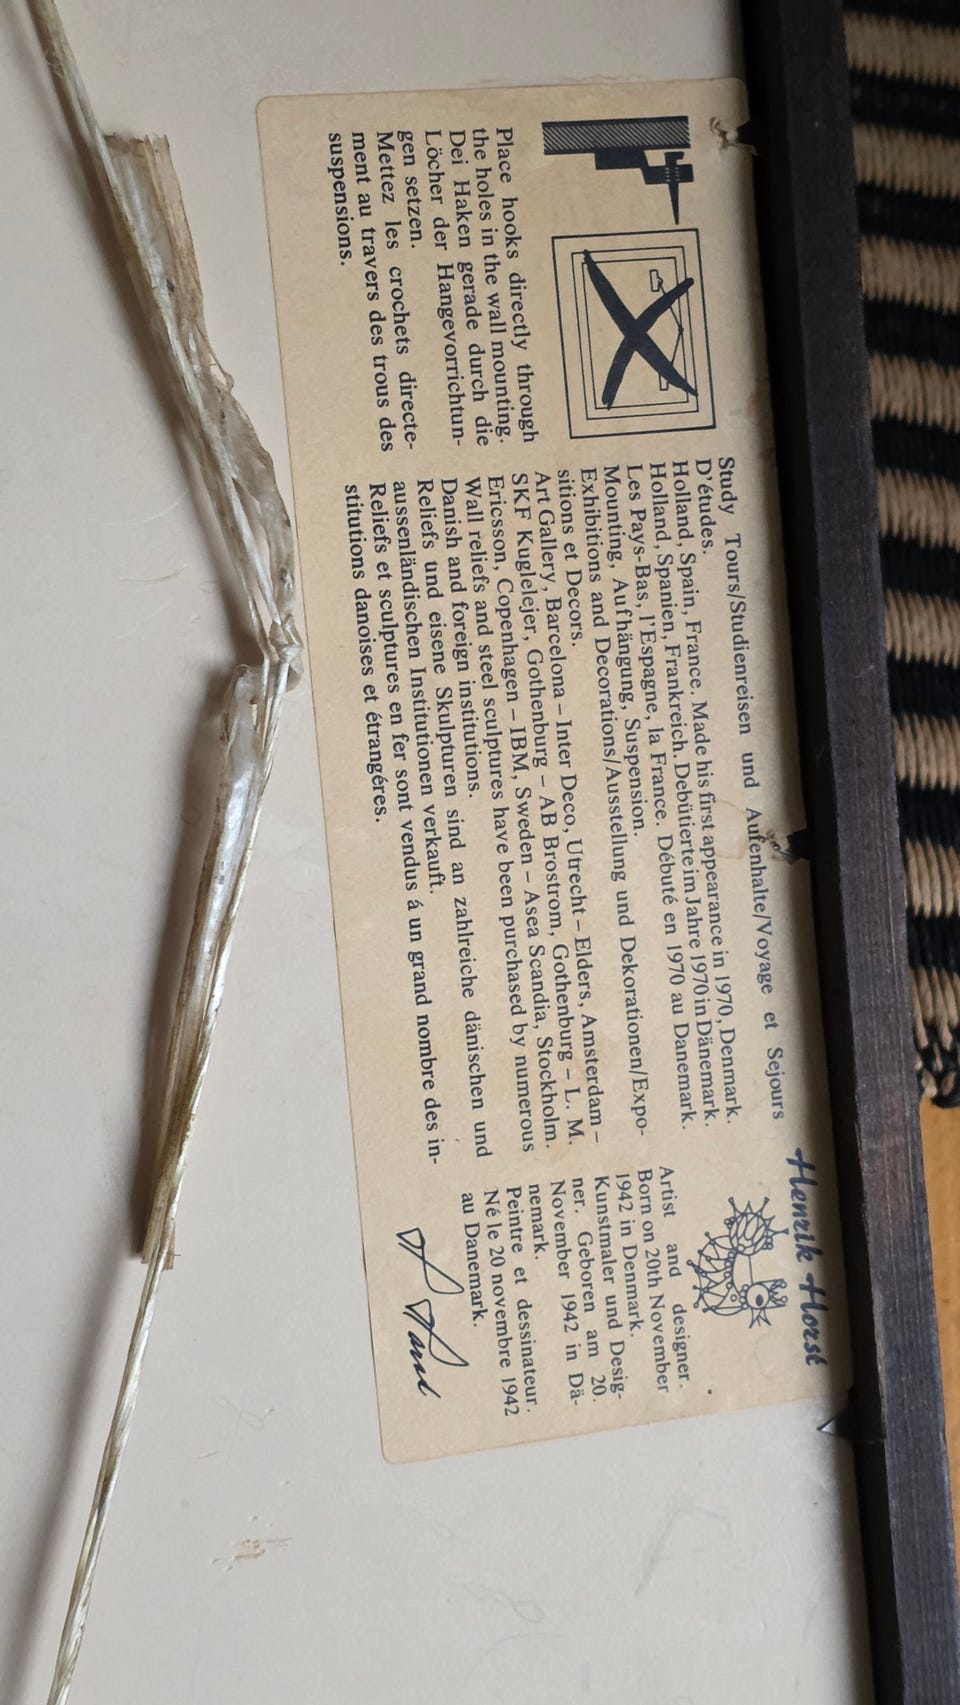 Place hooks directly through
the holes in the wall mounting.
Dei Haken gerade durch die
Löcher der Hangevorrichtun-
gen setzen.
Mettez les crochets directe-
ment au travers des trous des
suspensions.
Study Tours/Studienreisen und Aufenhalte/Voyage et Sejours
D'études.
Holland, Spain, France. Made his first appearance in 1970, Denmark.
Holland, Spanien, Frankreich. Debütierte im Jahre 1970 in Dänemark.
Les Pays-Bas, l'Espagne, la France. Débuté en 1970 au Danemark.
Mounting, Aufhängung, Suspension.
Exhibitions and Decorations/Ausstellung und Dekorationen/Expo-
sitions et Decors.
Art Gallery, Barcelona – Inter Deco, Utrecht – Elders, Amsterdam –
SKF Kuglelejer, Gothenburg – AB Brostrom, Gothenburg – L. M.
Ericsson, Copenhagen – IBM, Sweden – Asea Scandia, Stockholm.
Wall reliefs and steel sculptures have been purchased by numerous
Danish and foreign institutions.
Reliefs und eisene Skulpturen sind an zahlreiche dänischen und
aussenländischen Institutionen verkauft.
Reliefs et sculptures en fer sont vendus á un grand nombre des in-
stitutions danoises et étrangéres.
Henrik Horst
Artist and designer.
Born on 20th November
1942 in Denmark.
Kunstmaler und Desig-
ner. Geboren am 20.
November 1942 in Dä-
nemark.
Peintre et dessinateur.
Né le 20 novembre 1942
au Danemark.